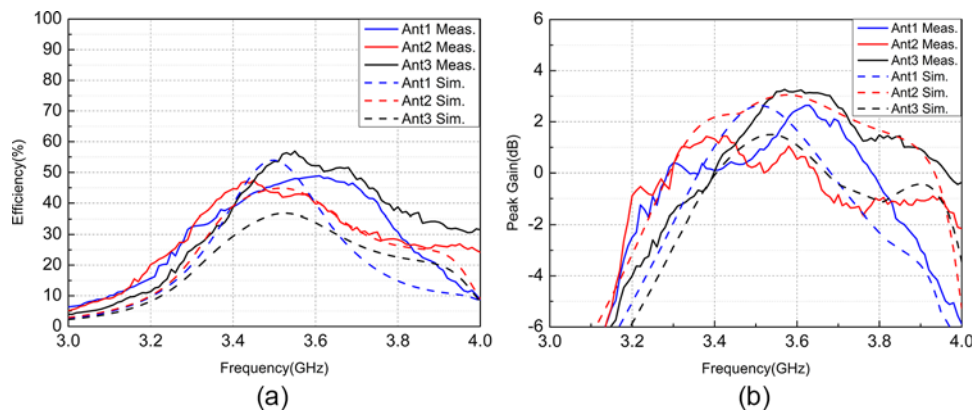 (a)
Efficiency(%)
100
90
80
70
60
50
40
30
20
10
0
Ant1 Meas.
Ant2 Meas.
Ant3 Meas.
Ant1 Sim.
Ant2 Sim.
Ant3 Sim.
3.0
3.2
3.4
3.6
3.8
4.0
Frequency(GHz)
(a)
(b)
Peak Gain(dB)
6
4
2
0
-2
-4
-6
Ant1 Meas.
Ant2 Meas.
Ant3 Meas.
Ant1 Sim.
Ant2 Sim.
Ant3 Sim.
3.0
3.2
3.4
3.6
3.8
4.0
Frequency(GHz)
(b)